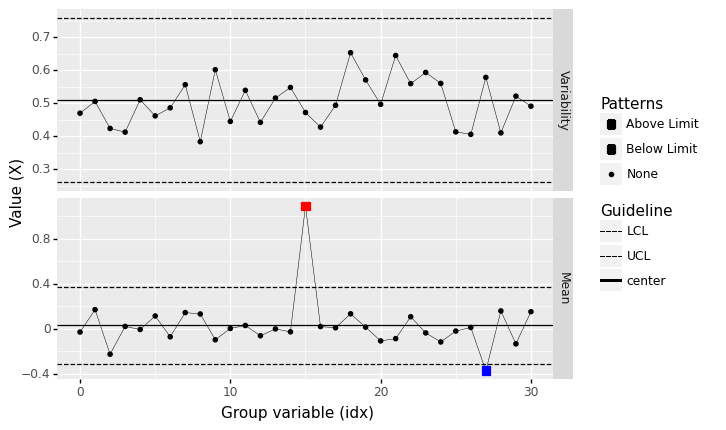 0.7
0.6
0.5
0.4
0.3
Variability
0.8
0.4
0
−0.4
Mean
0
10
20
30
Value (X)
Group variable (idx)
Patterns
Above Limit
Below Limit
None
Guideline
LCL
UCL
center